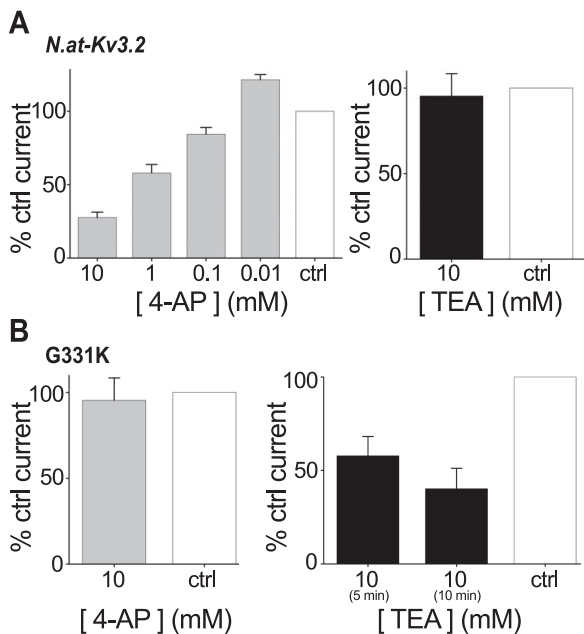 A
N.at-Kv3.2
% ctrl current
100
50
0
10 1 0.1 0.01 ctrl
[ 4-AP ] (mM)
% ctrl current
100
50
0
10 ctrl
[ TEA ] (mM)
B
G331K
% ctrl current
100
50
0
10 ctrl
[ 4-AP ] (mM)
% ctrl current
100
50
0
10 10 ctrl
(5 min) (10 min)
[ TEA ] (mM)